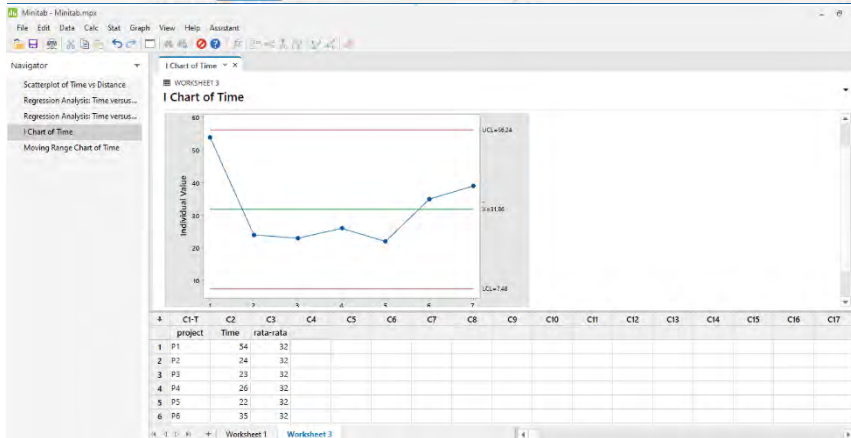 Minitab - Minitab.mpx
File Edit Data Calc Stat Graph View Help Assistant
Navigator
I Chart of Time
Scatterplot of Time vs Distance
Regression Analysis: Time versus...
Regression Analysis: Time versus...
I Chart of Time
Moving Range Chart of Time
WORKSHEET 3
I Chart of Time
60
50
40
30
20
10
Individual Value
UCL=56.24
LCL=7.48
1 2 3 4 5 6 7
+ C1-T C2 C3 C4 C5 C6 C7 C8 C9 C10 C11 C12 C13 C14 C15 C16 C17
project Time rata-rata
1 P1 54 32
2 P2 24 32
3 P3 23 32
4 P4 26 32
5 P5 22 32
6 P6 35 32
+ Worksheet 1 Worksheet 3